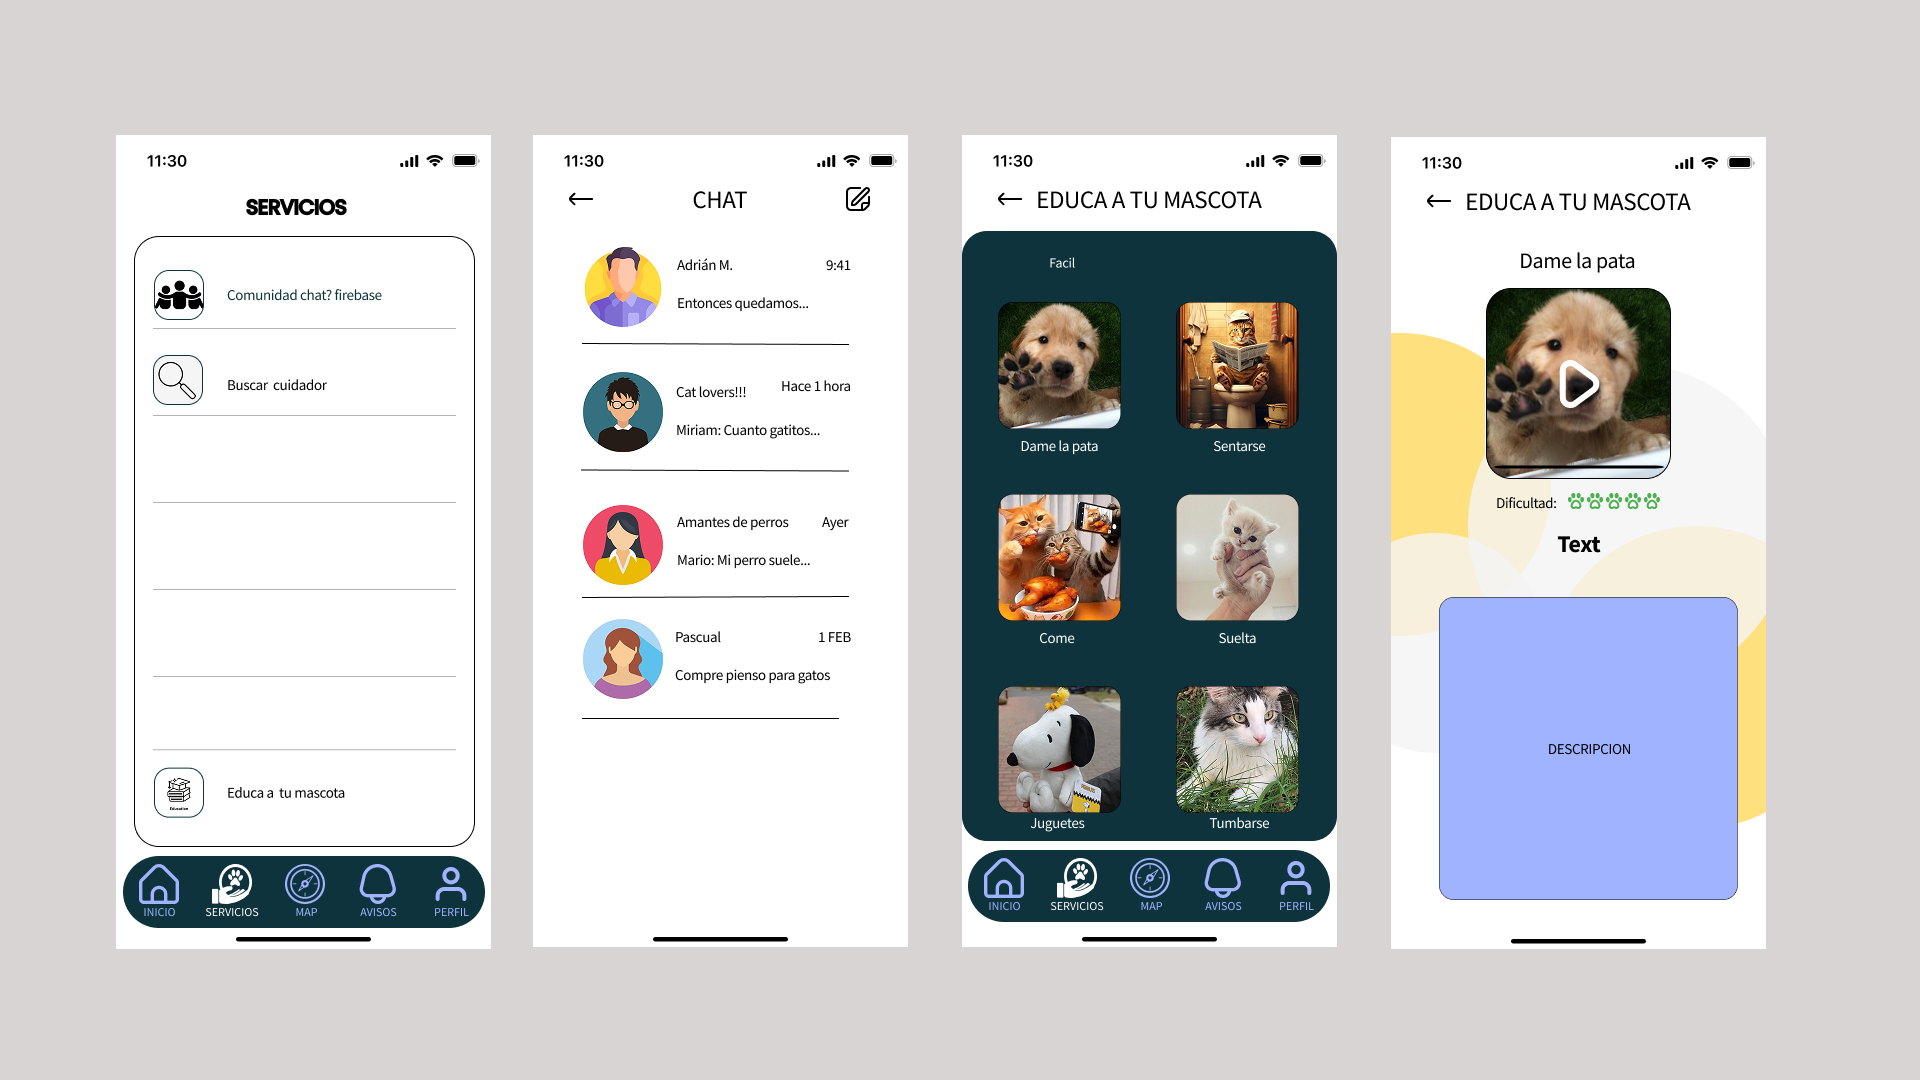 11:30
SERVICIOS
Comunidad chat? firebase
Buscar cuidador
Education
Educa a tu mascota
INICIO
SERVICIOS
MAP
AVISOS
PERFIL
11:30
CHAT
Adrián M.
9:41
Entonces quedamos...
Cat lovers!!!
Hace 1 hora
Miriam: Cuanto gatitos...
Amantes de perros
Ayer
Mario: Mi perro suele...
Pascual
1 FEB
Compre pienso para gatos
11:30
EDUCA A TU MASCOTA
Facil
Dame la pata
Sentarse
Come
Suelta
Juguetes
Tumbarse
INICIO
SERVICIOS
MAP
AVISOS
PERFIL
11:30
EDUCA A TU MASCOTA
Dame la pata
Dificultad:
Text
DESCRIPCION